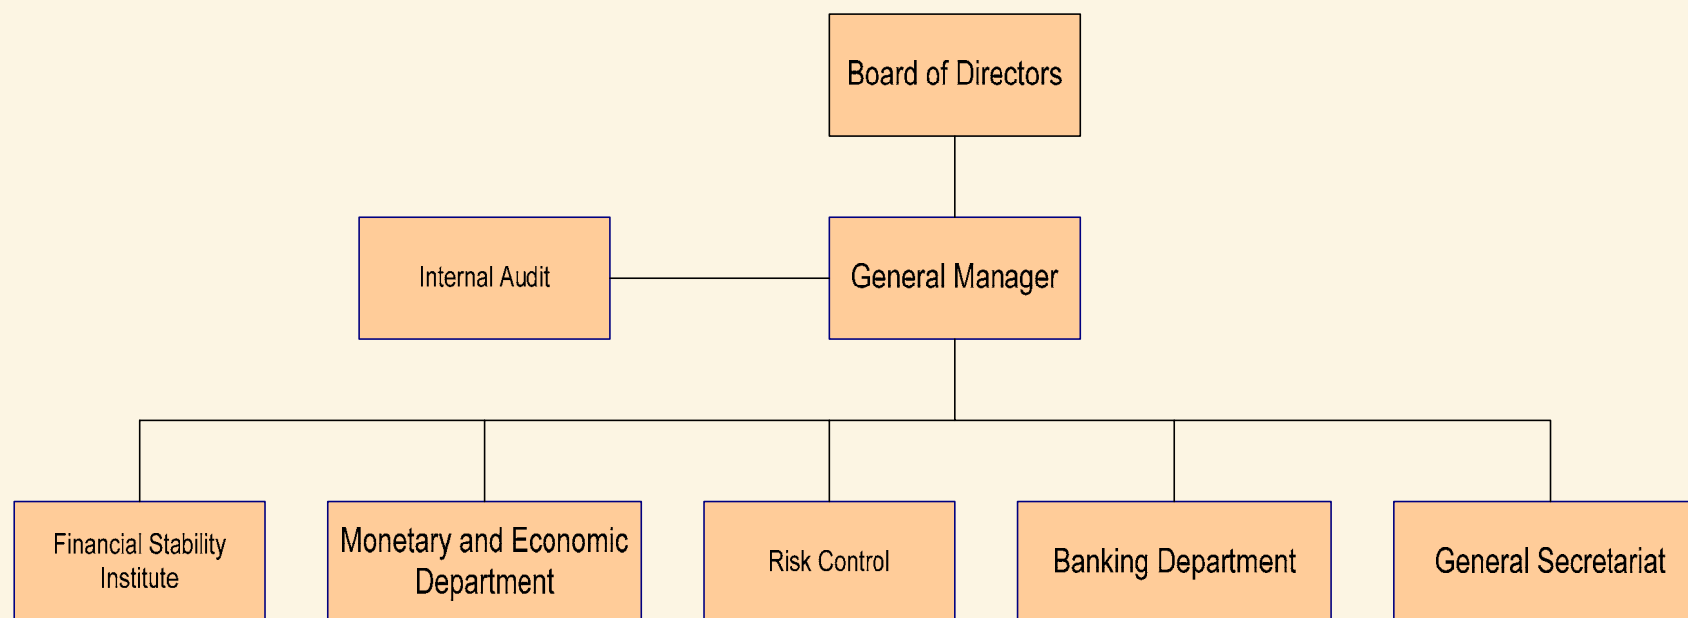 Board of Directors
Internal Audit
General Manager
Financial Stability
Institute
Monetary and Economic
Department
Risk Control
Banking Department
General Secretariat